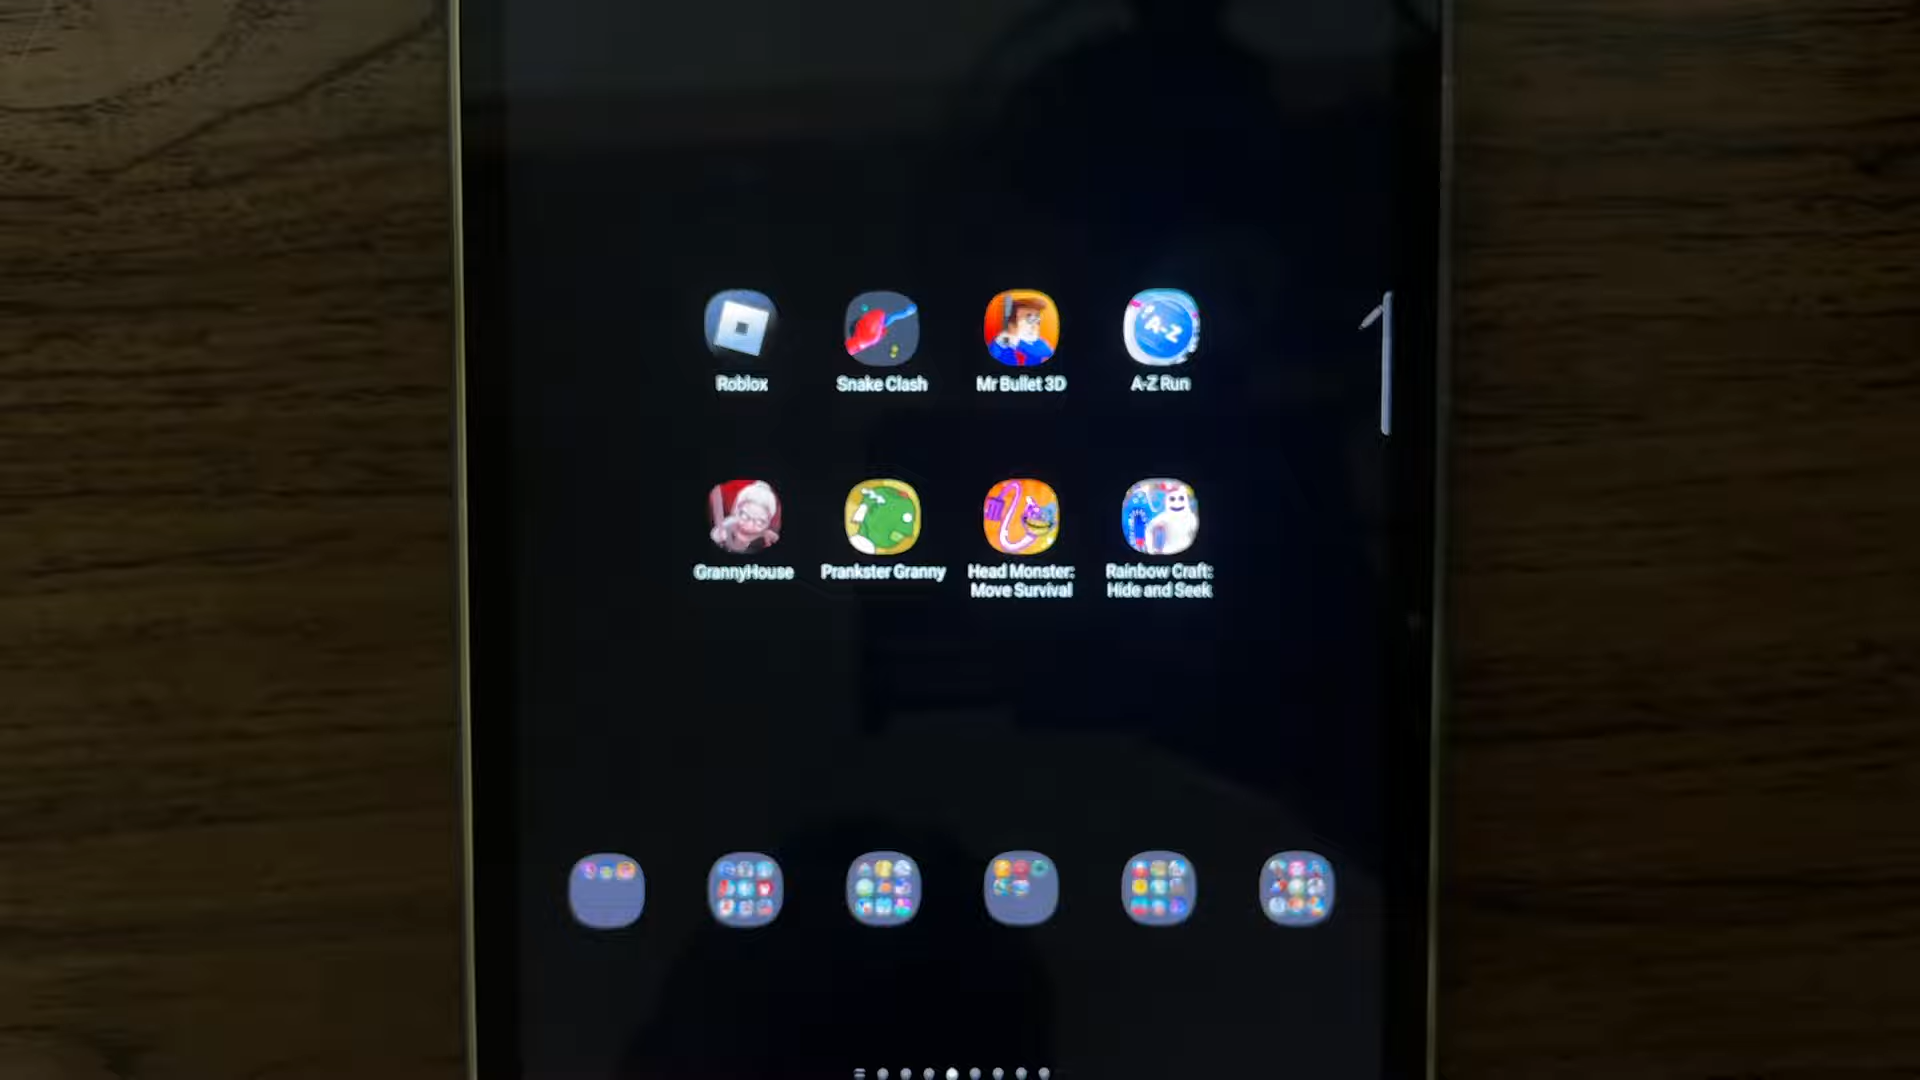 Roblox
Snake Clash
Mr Bullet 3D
A-Z
A-Z Run
GrannyHouse
Prankster Granny
Head Monster:
Move Survival
Rainbow Craft:
Hide and Seek